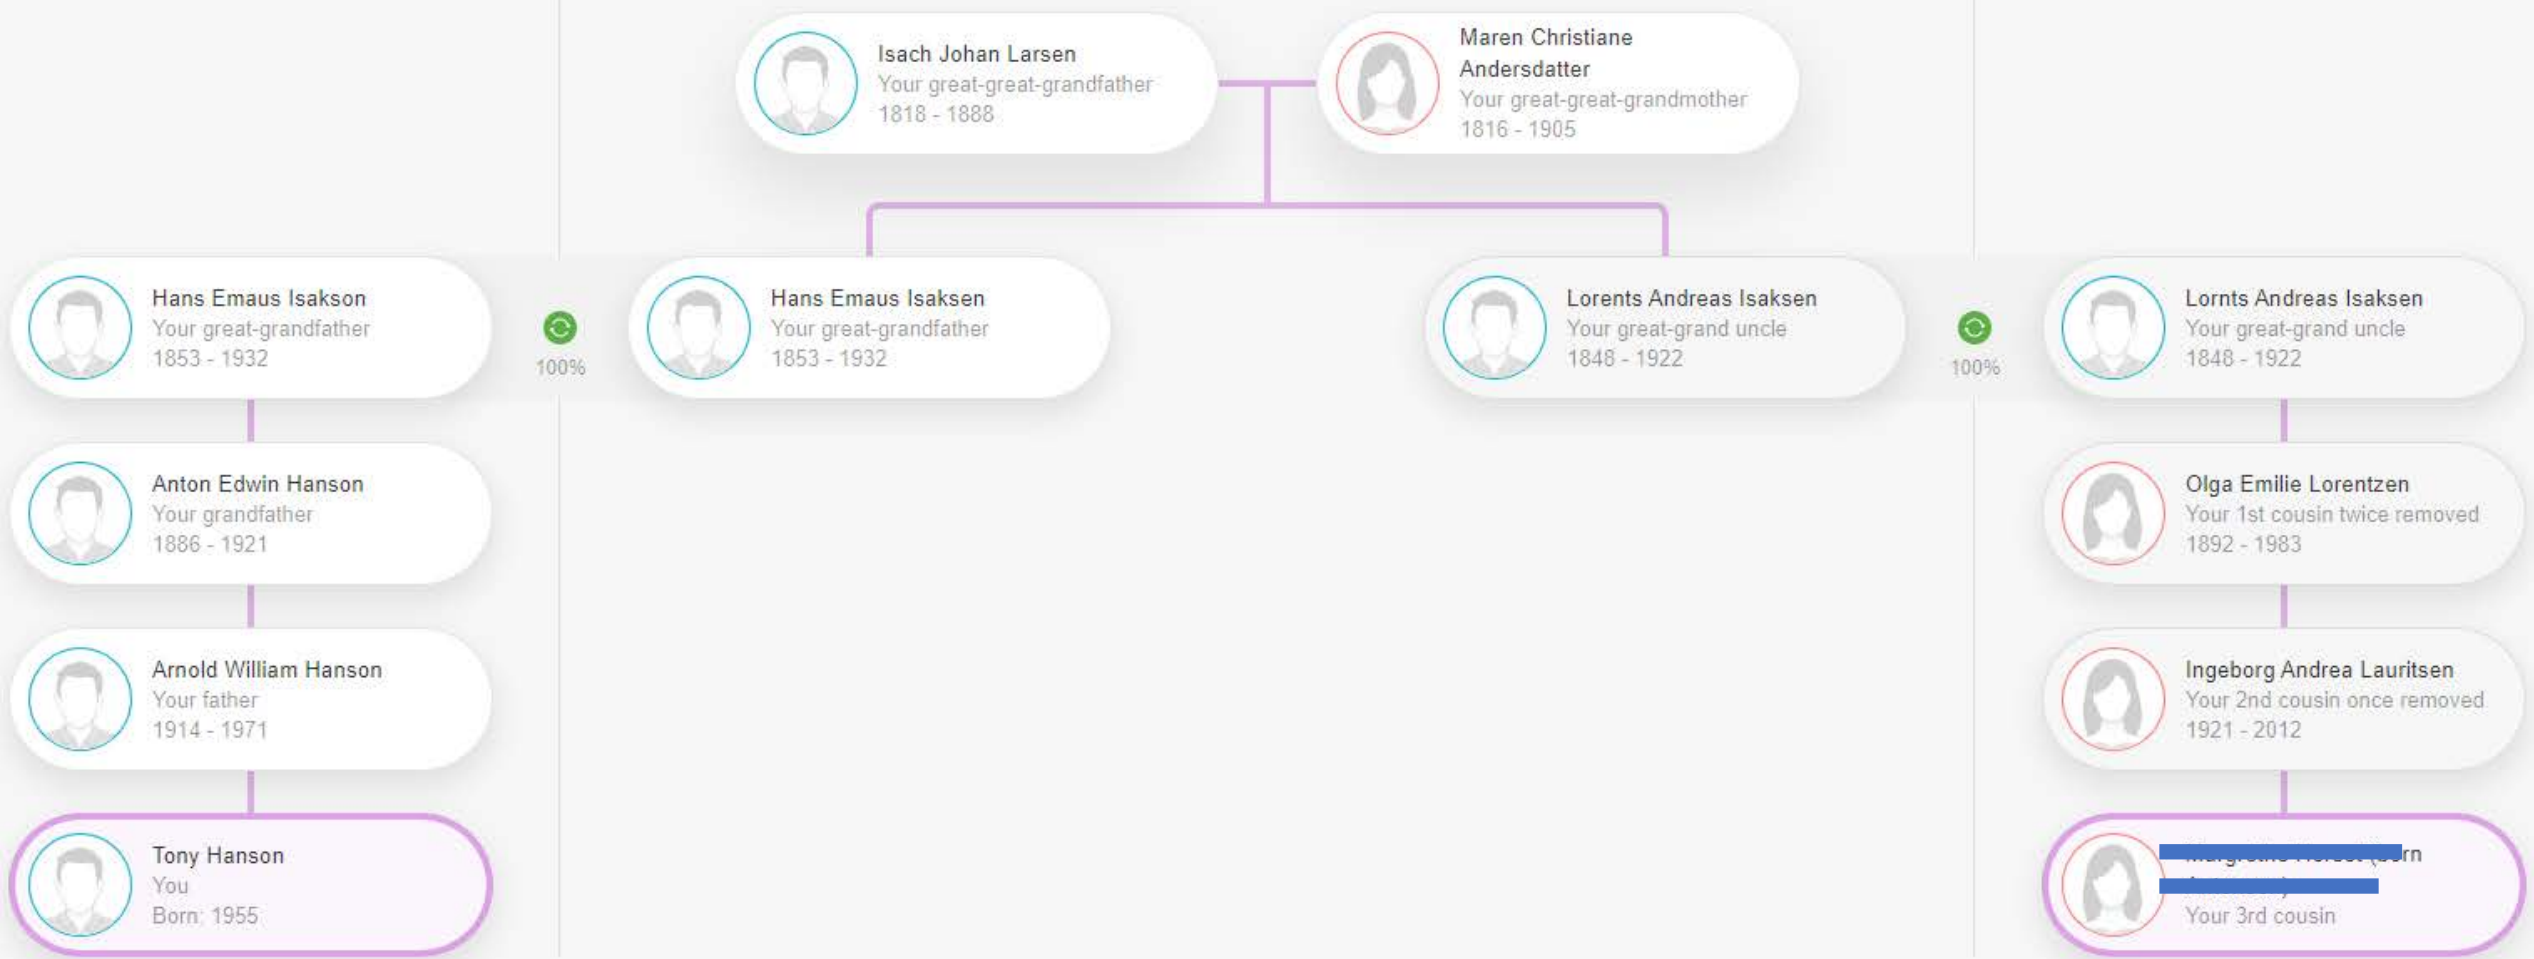 Isach Johan Larsen
Your great-great-grandfather
1818 - 1888
Maren Christiane
Andersdatter
Your great-great-grandmother
1816 - 1905
Hans Emaus Isakson
Your great-grandfather
1853 - 1932
100%
Hans Emaus Isaksen
Your great-grandfather
1853 - 1932
Lorents Andreas Isaksen
Your great-grand uncle
1848 - 1922
100%
Lornts Andreas Isaksen
Your great-grand uncle
1848 - 1922
Anton Edwin Hanson
Your grandfather
1886 - 1921
Olga Emilie Lorentzen
Your 1st cousin twice removed
1892 - 1983
Arnold William Hanson
Your father
1914 - 1971
Ingeborg Andrea Lauritsen
Your 2nd cousin once removed
1921 - 2012
Tony Hanson
You
Born: 1955
Your 3rd cousin